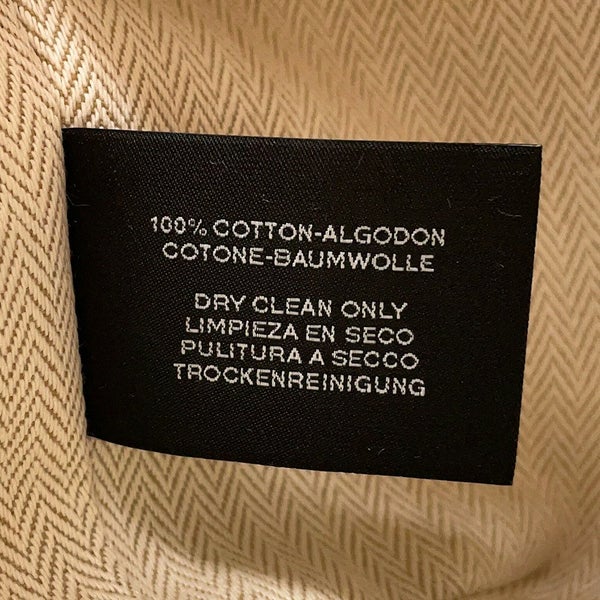 100% COTTON-ALGODON
COTONE-BAUMWOLLE
DRY CLEAN ONLY
LIMPIEZA EN SECO
PULITURA A SECCO
TROCKENREINIGUNG